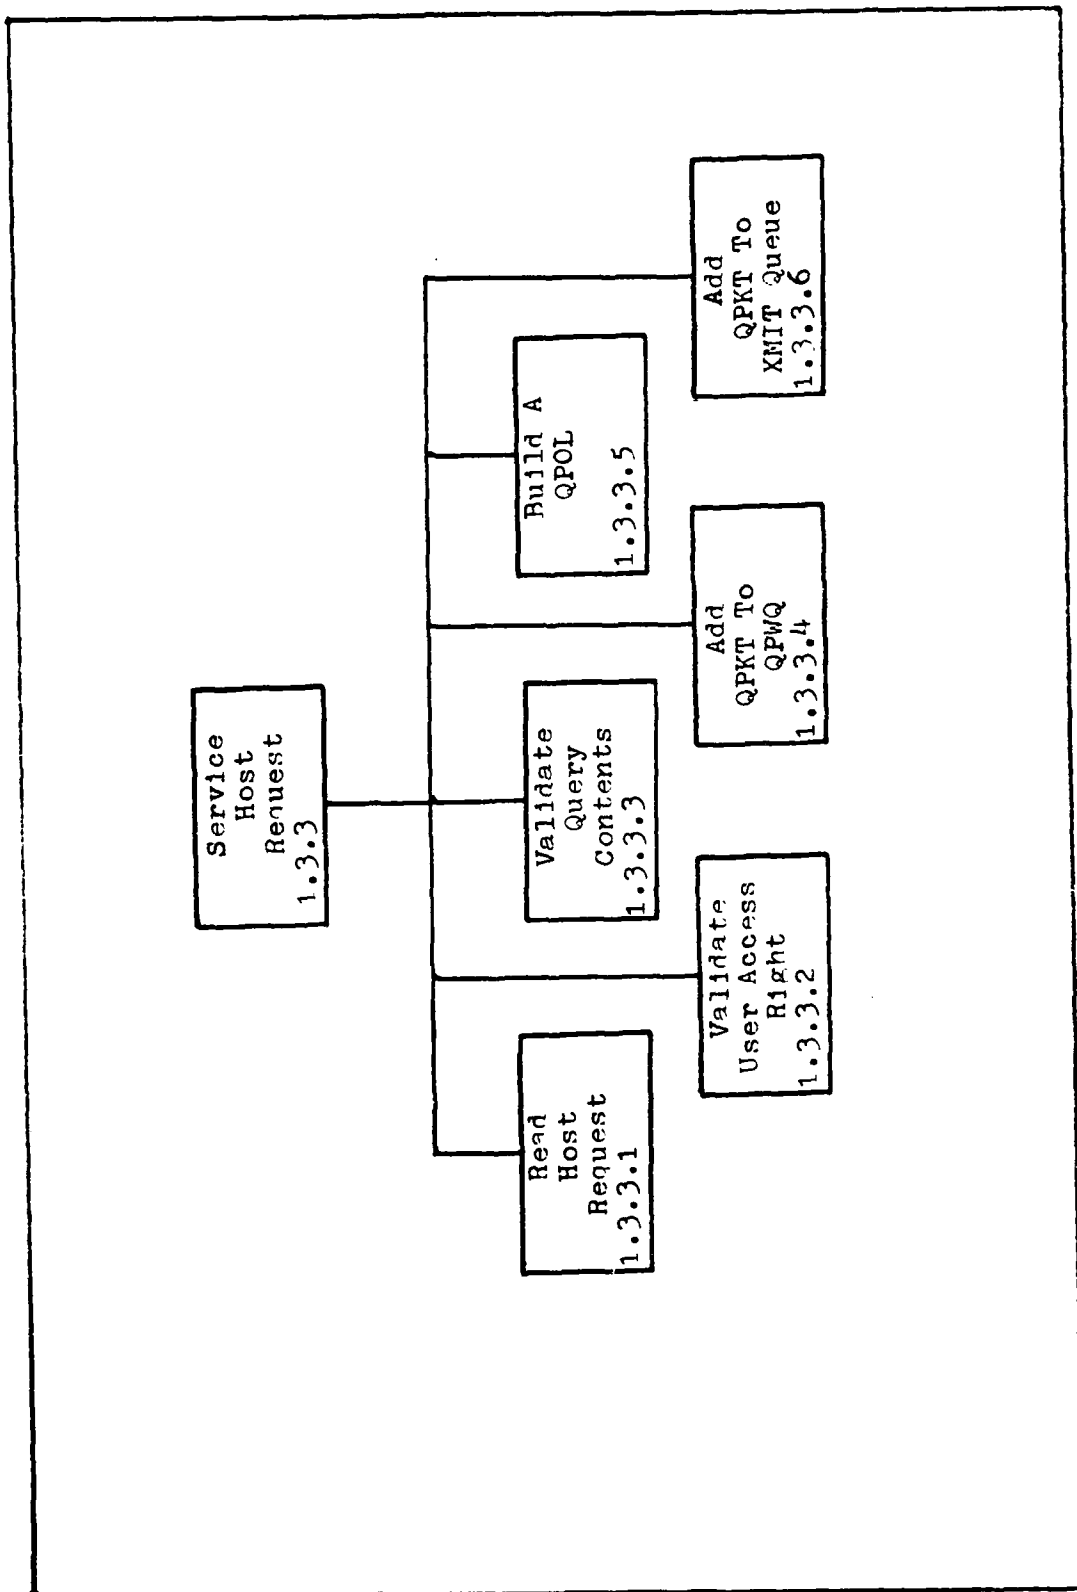 Service
Host
Request
1.3.3
Read
Host
Request
1.3.3.1
Validate
User Access
Right
1.3.3.2
Validate
Query
Contents
1.3.3.3
Add
QPKT To
QPWQ
1.3.3.4
Build A
QPOL
1.3.3.5
Add
QPKT To
XMIT Queue
1.3.3.6